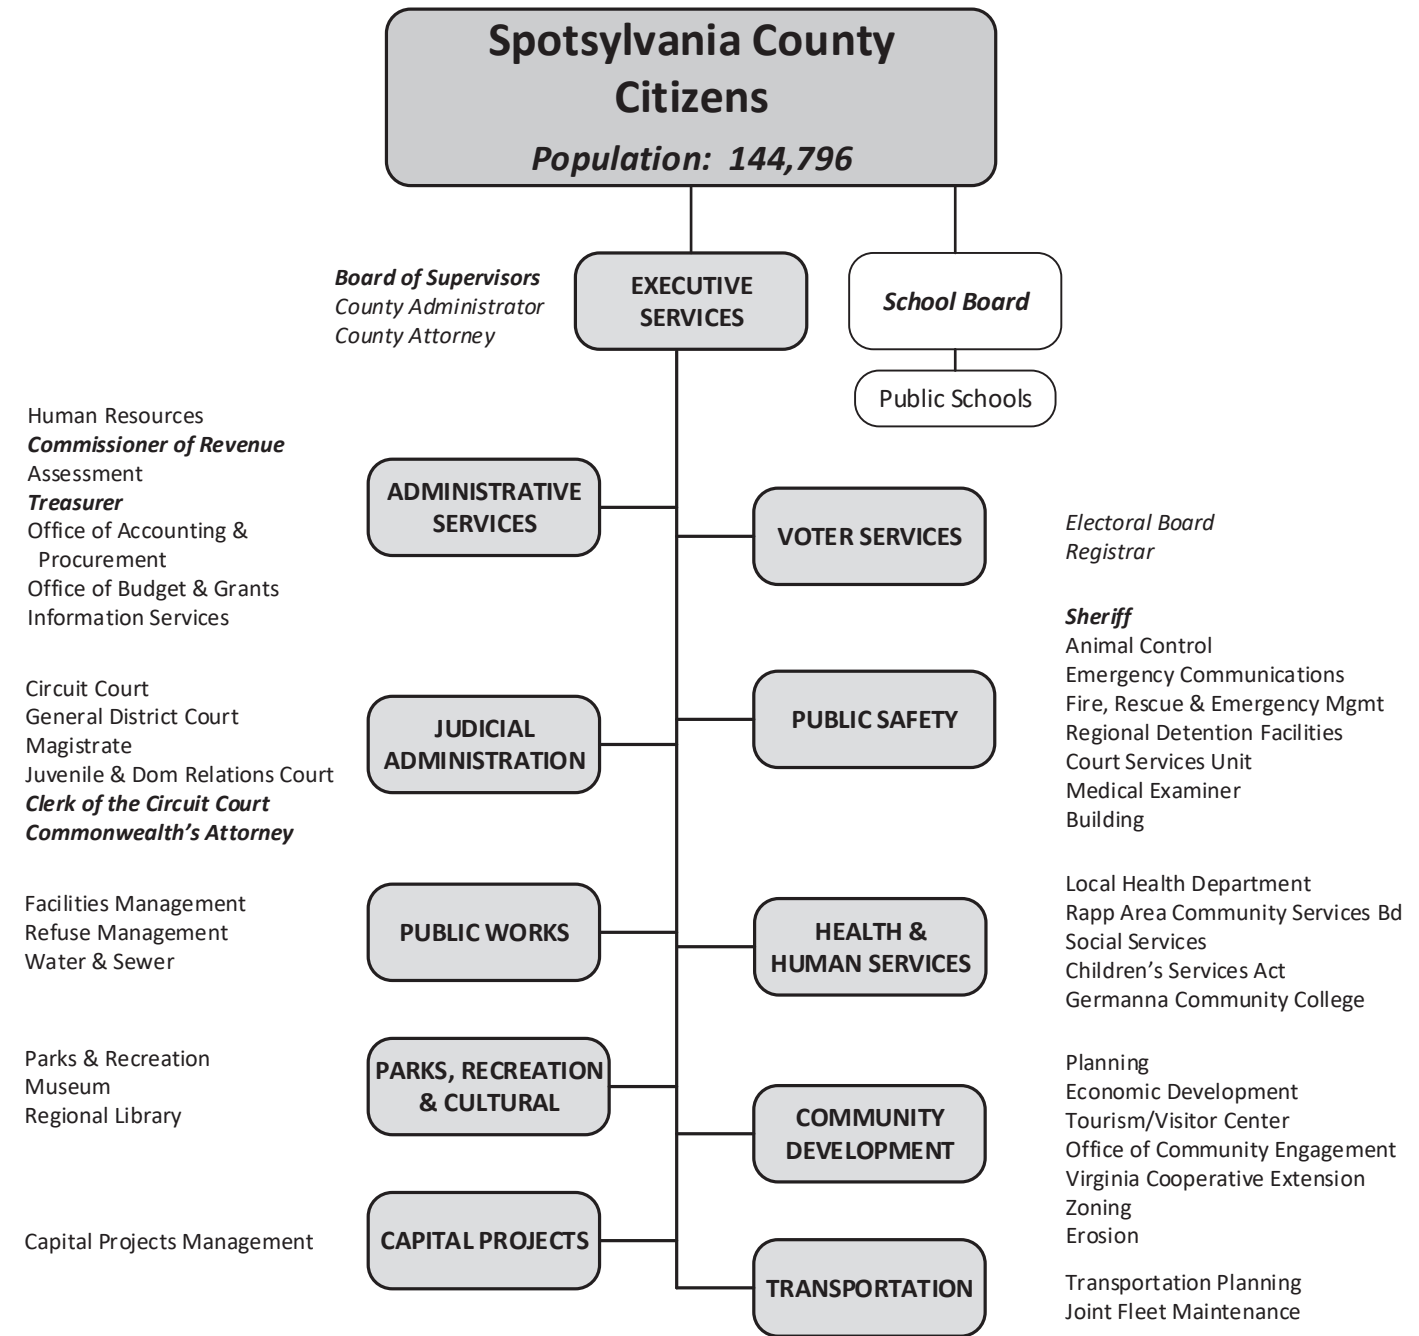 Spotsylvania County
Citizens
Population: 144,796
Board of Supervisors
County Administrator
County Attorney
EXECUTIVE
SERVICES
School Board
Public Schools
Human Resources
Commissioner of Revenue
Assessment
Treasurer
Office of Accounting &
Procurement
Office of Budget & Grants
Information Services
ADMINISTRATIVE
SERVICES
VOTER SERVICES
Electoral Board
Registrar
Circuit Court
General District Court
Magistrate
Juvenile & Dom Relations Court
Clerk of the Circuit Court
Commonwealth’s Attorney
JUDICIAL
ADMINISTRATION
PUBLIC SAFETY
Sheriff
Animal Control
Emergency Communications
Fire, Rescue & Emergency Mgmt
Regional Detention Facilities
Court Services Unit
Medical Examiner
Building
Facilities Management
Refuse Management
Water & Sewer
PUBLIC WORKS
HEALTH &
HUMAN SERVICES
Local Health Department
Rapp Area Community Services Bd
Social Services
Children’s Services Act
Germanna Community College
Parks & Recreation
Museum
Regional Library
PARKS, RECREATION
& CULTURAL
COMMUNITY
DEVELOPMENT
Planning
Economic Development
Tourism/Visitor Center
Office of Community Engagement
Virginia Cooperative Extension
Zoning
Erosion
Capital Projects Management
CAPITAL PROJECTS
TRANSPORTATION
Transportation Planning
Joint Fleet Maintenance